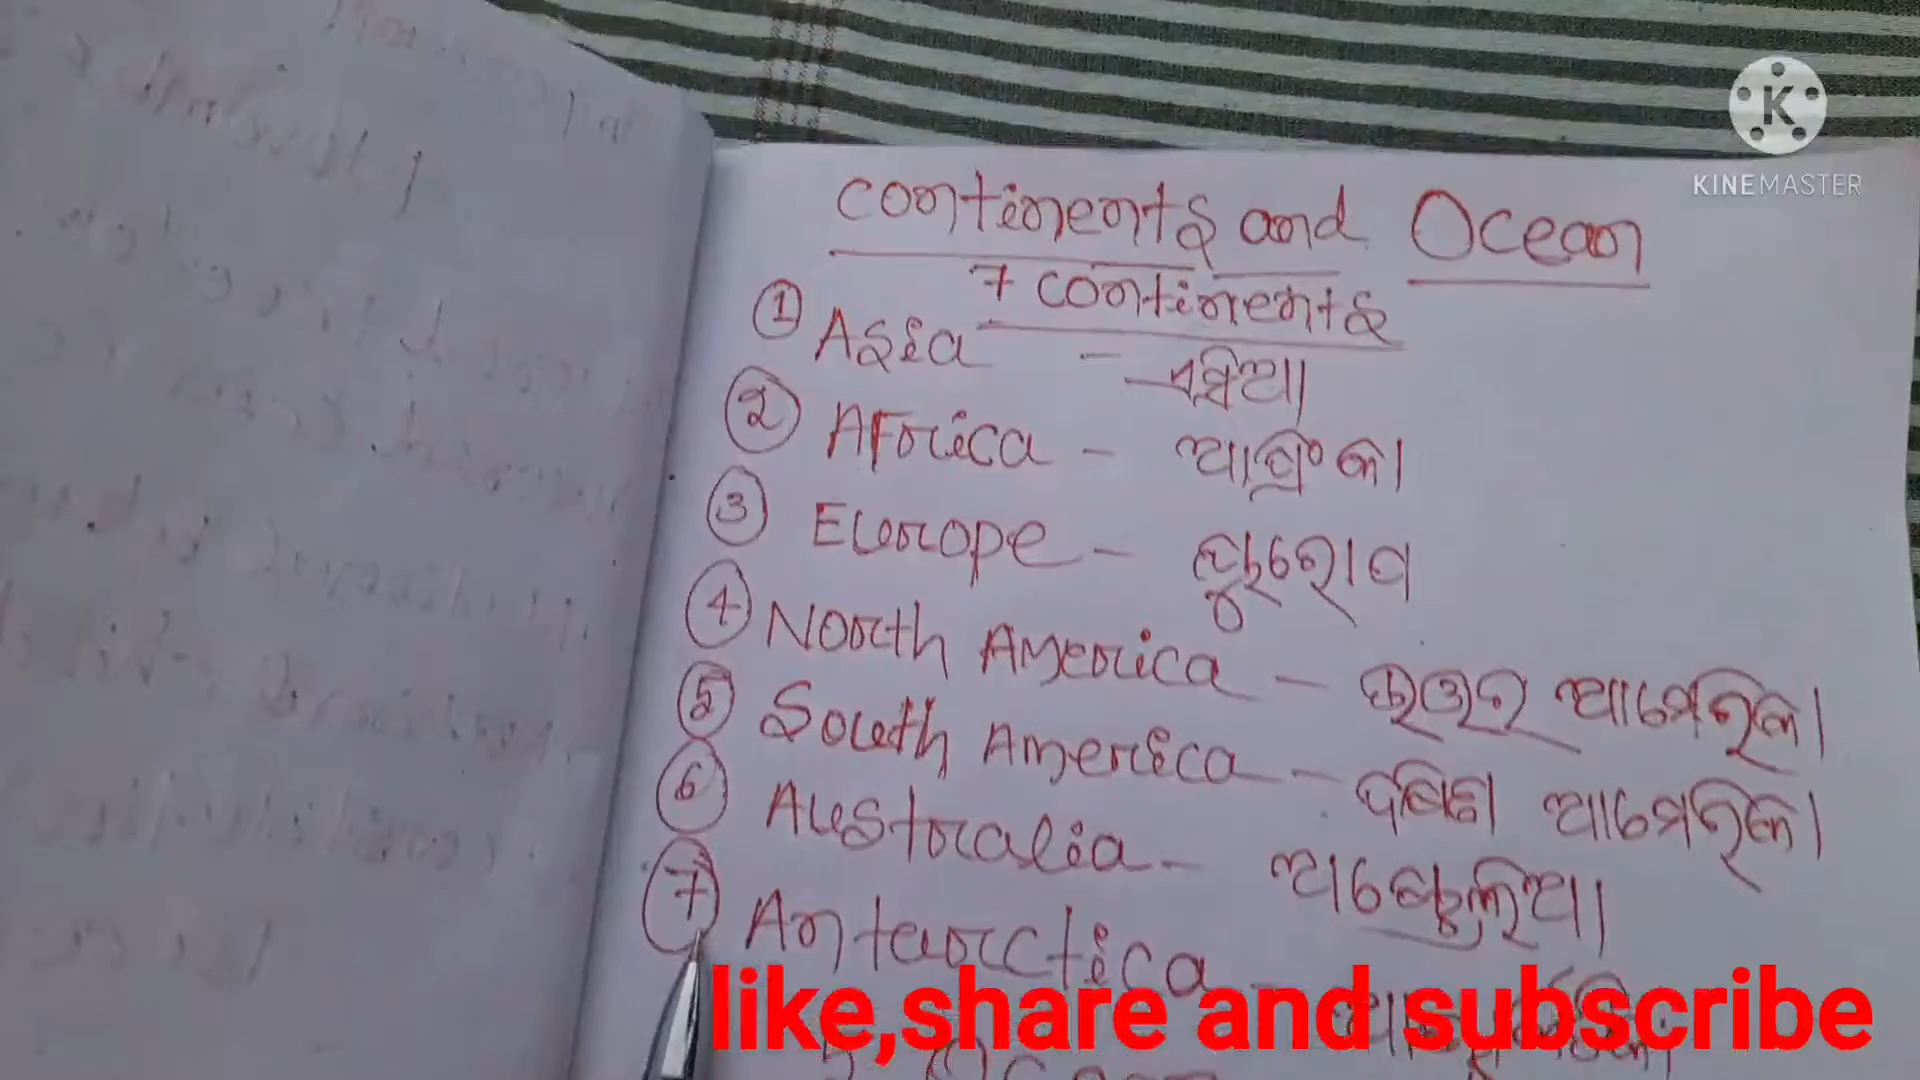 KINEMASTER
Continents and Ocean
7 continents
① Asia - ଏସିଆ
② Africa - ଆଫ୍ରିକା
③ Europe - ୟୁରୋପ
④ North America - ଉତ୍ତର ଆମେରିକା
⑤ South America - ଦକ୍ଷିଣ ଆମେରିକା
⑥ Australia - ଅଷ୍ଟ୍ରେଲିଆ
⑦ Antarctica -
like,share and subscribe